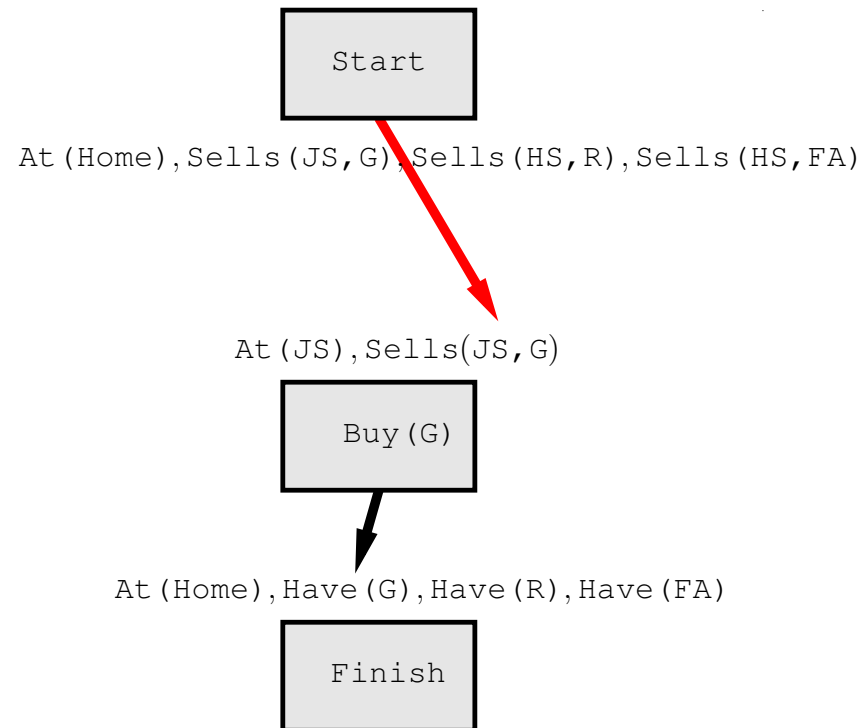 Start
At(Home),Sells(JS,G),Sells(HS,R),Sells(HS,FA)
At(JS),Sells(JS,G)
Buy(G)
At(Home),Have(G),Have(R),Have(FA)
Finish